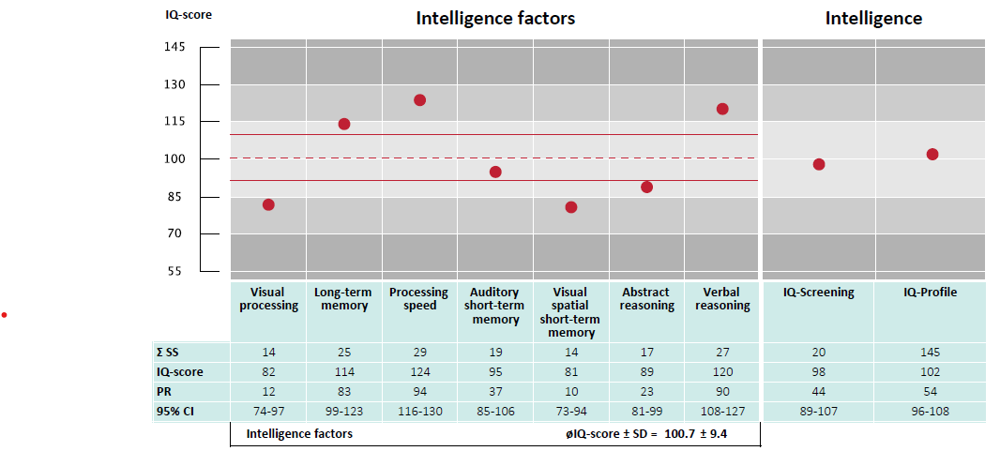 IQ-score
Intelligence factors
Intelligence
145
130
115
100
85
70
55
Visual processing
Long-term memory
Processing speed
Auditory short-term memory
Visual spatial short-term memory
Abstract reasoning
Verbal reasoning
IQ-Screening
IQ-Profile
Σ SS 14 25 29 19 14 17 27 20 145
IQ-score 82 114 124 95 81 89 120 98 102
PR 12 83 94 37 10 23 90 44 54
95% CI 74-97 99-123 116-130 85-106 73-94 81-99 108-127 89-107 96-108
Intelligence factors øIQ-score ± SD = 100.7 ± 9.4